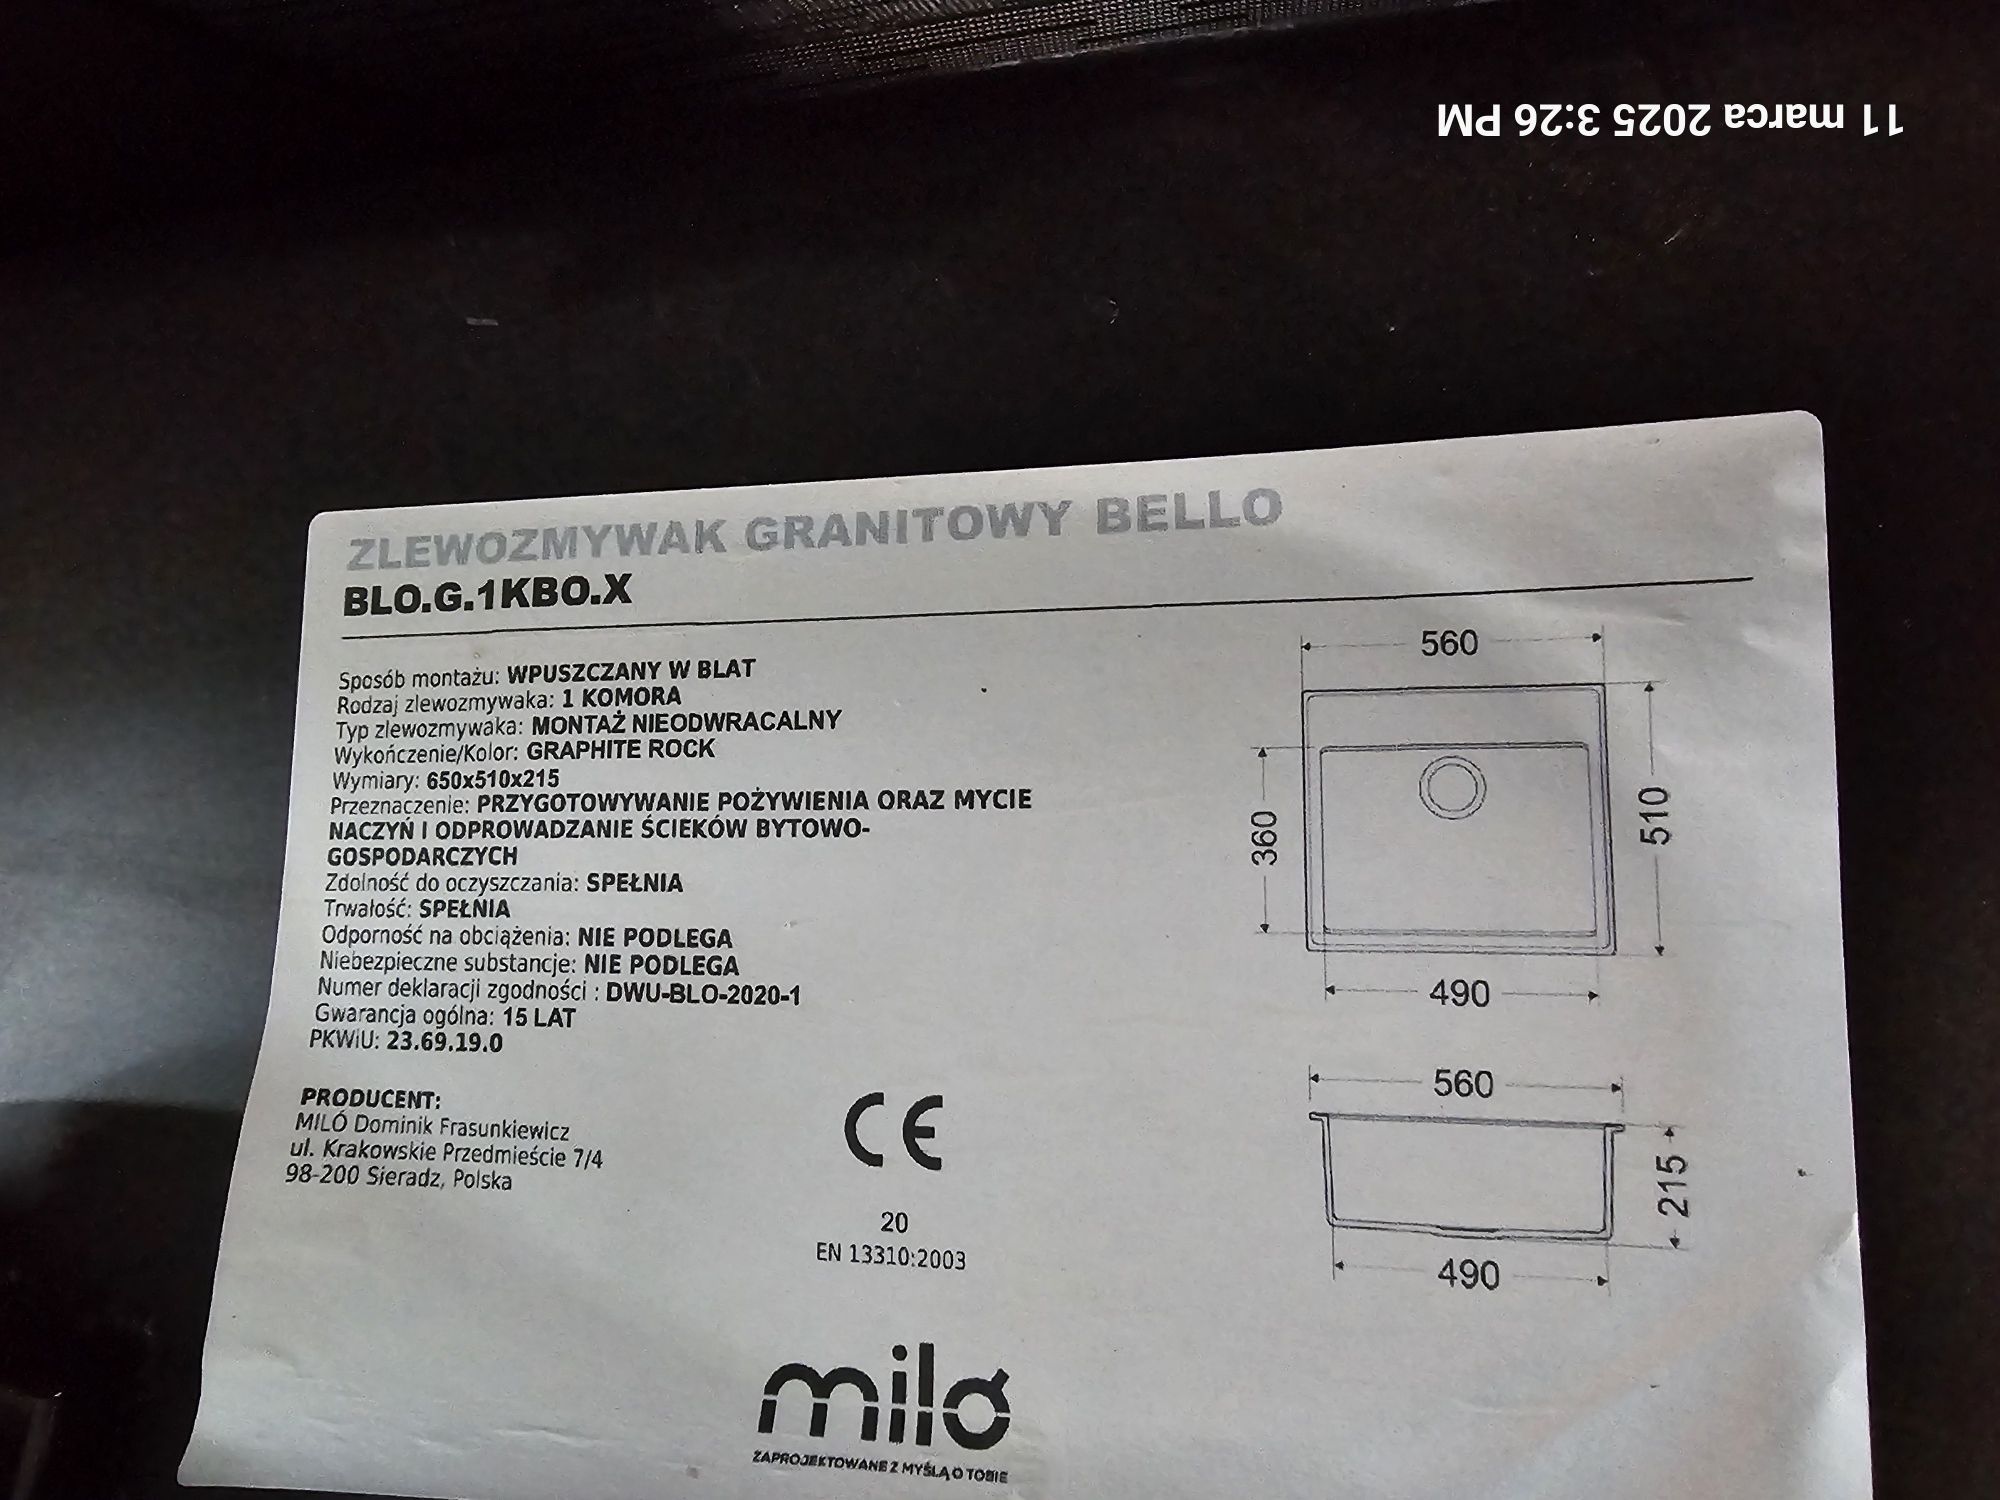 11 marca 2025 3:26 PM
ZLEWOZMYWAK GRANITOWY BELLO
BLO.G.1KBO.X
Sposób montażu: WPUSZCZANY W BLAT
Rodzaj zlewozmywaka: 1 KOMORA
Typ zlewozmywaka: MONTAŻ NIEODWRACALNY
Wykończenie/Kolor: GRAPHITE ROCK
Wymiary: 650x510x215
Przeznaczenie: PRZYGOTOWYWANIE POŻYWIENIA ORAZ MYCIE
NACZYŃ I ODPROWADZANIE ŚCIEKÓW BYTOWO-
GOSPODARCZYCH
Zdolność do oczyszczania: SPEŁNIA
Trwałość: SPEŁNIA
Odporność na obciążenia: NIE PODLEGA
Niebezpieczne substancje: NIE PODLEGA
Numer deklaracji zgodności : DWU-BLO-2020-1
Gwarancja ogólna: 15 LAT
PKWiU: 23.69.19.0
PRODUCENT:
MILÓ Dominik Frasunkiewicz
ul. Krakowskie Przedmieście 7/4
98-200 Sieradz, Polska
CE
20
EN 13310:2003
560
510
360
490
560
215
490
miló
ZAPROJEKTOWANE Z MYŚLĄ O TOBIE